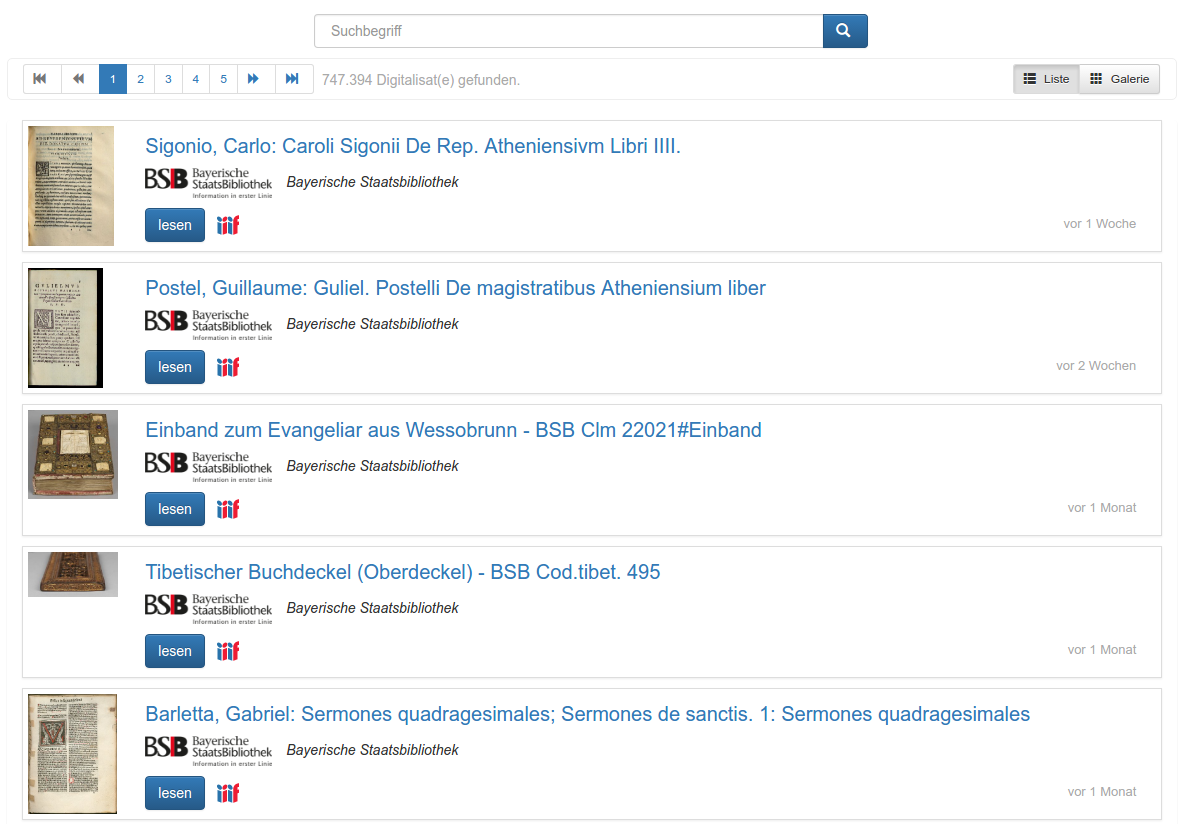 Suchbegriff
1 2 3 4 5 747.394 Digitalisat(e) gefunden. Liste Galerie
Sigonio, Carlo: Caroli Sigonii De Rep. Atheniensivm Libri IIII.
BSB Bayerische StaatsBibliothek Information in erster Linie Bayerische Staatsbibliothek
lesen iiif vor 1 Woche
Postel, Guillaume: Guliel. Postelli De magistratibus Atheniensium liber
BSB Bayerische StaatsBibliothek Information in erster Linie Bayerische Staatsbibliothek
lesen iiif vor 2 Wochen
Einband zum Evangeliar aus Wessobrunn - BSB Clm 22021#Einband
BSB Bayerische StaatsBibliothek Information in erster Linie Bayerische Staatsbibliothek
lesen iiif vor 1 Monat
Tibetischer Buchdeckel (Oberdeckel) - BSB Cod.tibet. 495
BSB Bayerische StaatsBibliothek Information in erster Linie Bayerische Staatsbibliothek
lesen iiif vor 1 Monat
Barletta, Gabriel: Sermones quadragesimales; Sermones de sanctis. 1: Sermones quadragesimales
BSB Bayerische StaatsBibliothek Information in erster Linie Bayerische Staatsbibliothek
lesen iiif vor 1 Monat